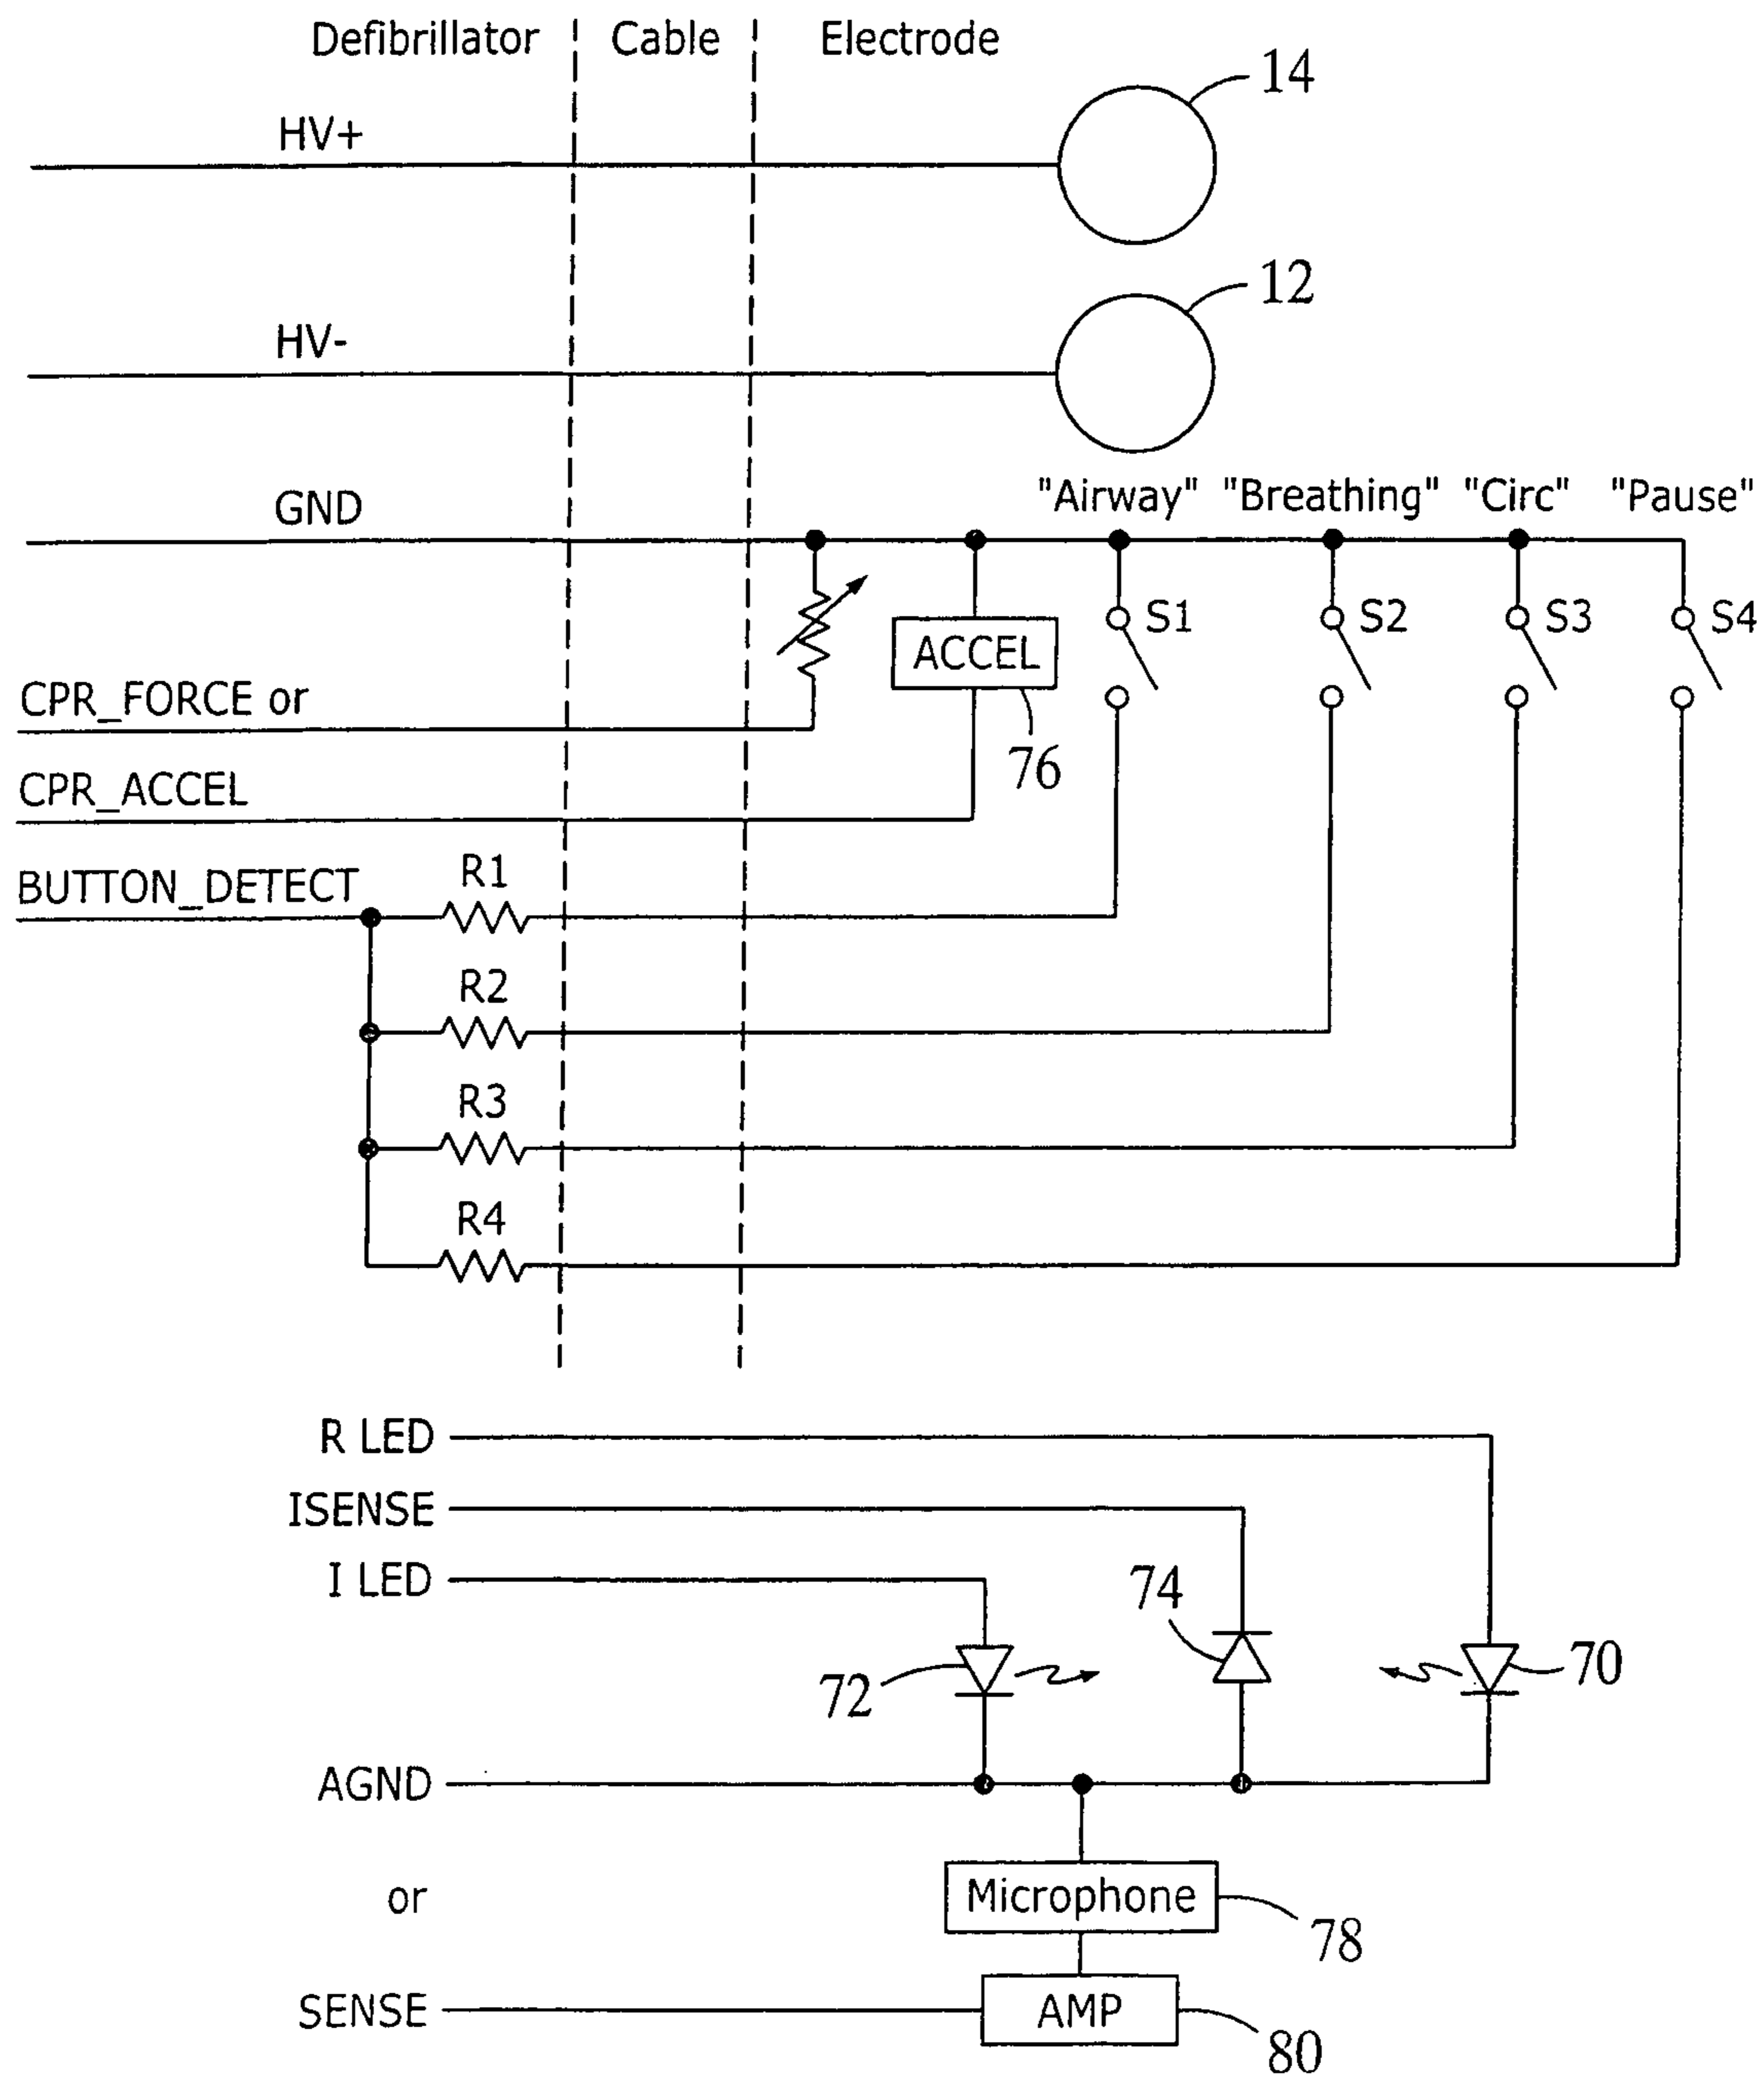 Defibrillator Cable Electrode
14
HV+
12
HV-
"Airway" "Breathing" "Circ" "Pause"
GND
S1 S2 S3 S4
ACCEL
CPR_FORCE or
76
CPR_ACCEL
R1
BUTTON_DETECT
R2
R3
R4
R LED
ISENSE
I LED
74
72
70
AGND
Microphone
or
78
SENSE
AMP
80